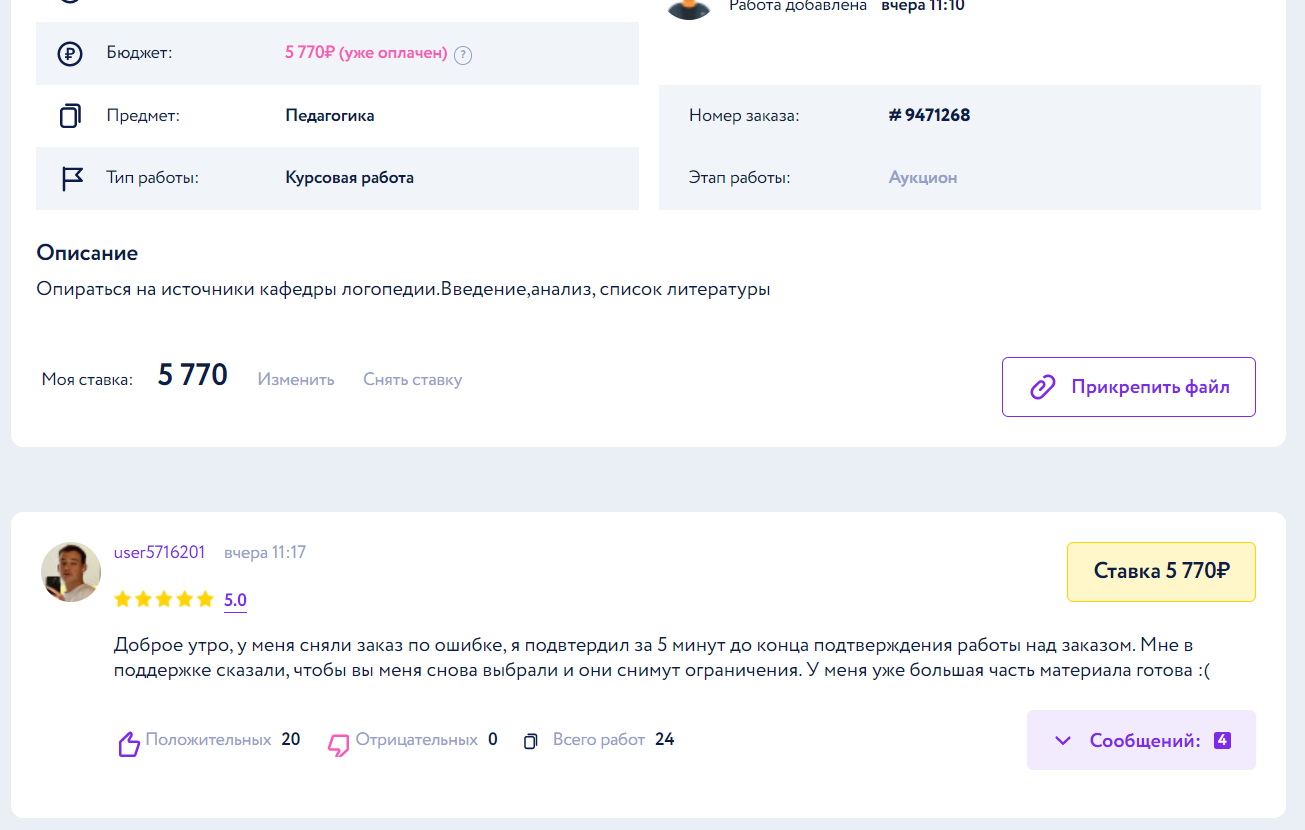 Работа добавлена вчера 11:10
Бюджет: 5 770₽ (уже оплачен) ?
Предмет: Педагогика
Номер заказа: # 9471268
Тип работы: Курсовая работа
Этап работы: Аукцион
Описание
Опираться на источники кафедры логопедии.Введение,анализ, список литературы
Моя ставка: 5 770 Изменить Снять ставку
Прикрепить файл
user5716201 вчера 11:17
Ставка 5 770₽
5.0
Доброе утро, у меня сняли заказ по ошибке, я подвтердил за 5 минут до конца подтверждения работы над заказом. Мне в
поддержке сказали, чтобы вы меня снова выбрали и они снимут ограничения. У меня уже большая часть материала готова :(
Положительных 20 Отрицательных 0 Всего работ 24
Сообщений: 4